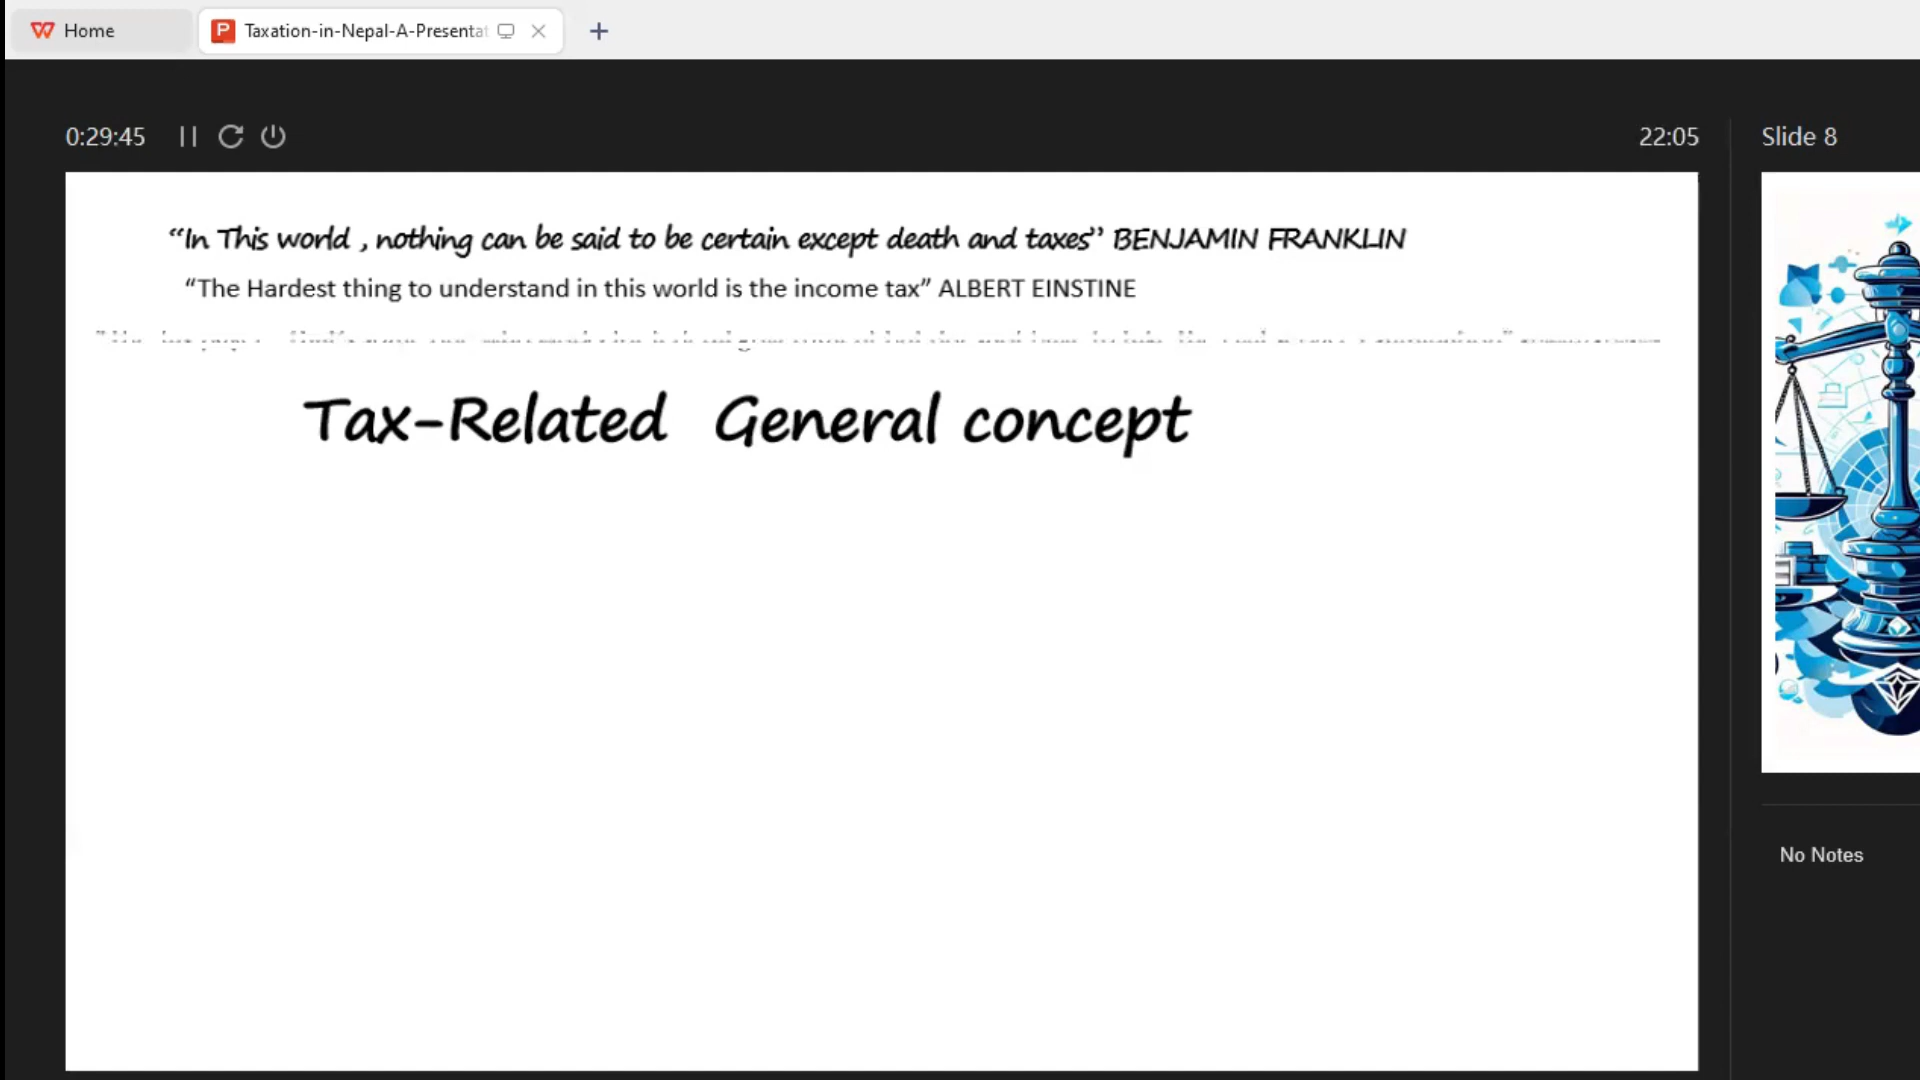 Home
Taxation-in-Nepal-A-Presentat
0:29:45
22:05
Slide 8
“In This world , nothing can be said to be certain except death and taxes” BENJAMIN FRANKLIN
“The Hardest thing to understand in this world is the income tax” ALBERT EINSTINE
Tax-Related General concept
No Notes